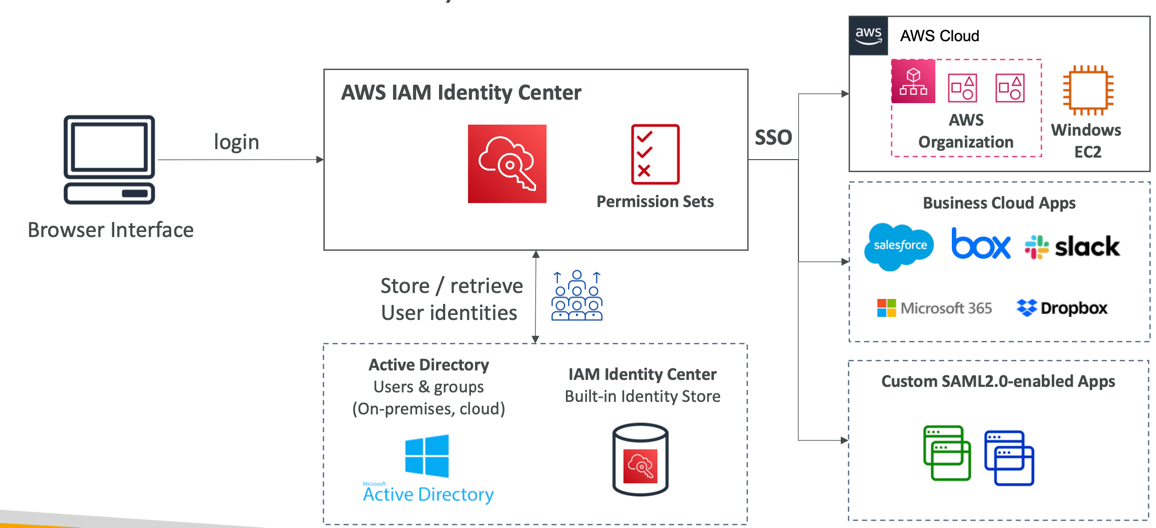 aws
AWS Cloud
AWS IAM Identity Center
AWS
Organization
Windows
EC2
login
SSO
Permission Sets
Browser Interface
Business Cloud Apps
salesforce
box
slack
Microsoft 365
Dropbox
Store / retrieve
User identities
Active Directory
Users & groups
(On-premises, cloud)
Microsoft
Active Directory
IAM Identity Center
Built-in Identity Store
Custom SAML2.0-enabled Apps